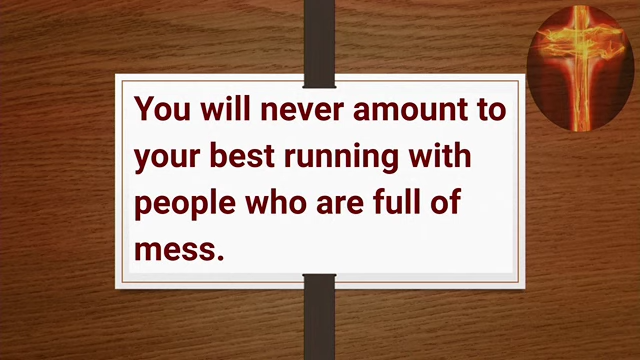 You will never amount to
your best running with
people who are full of
mess.